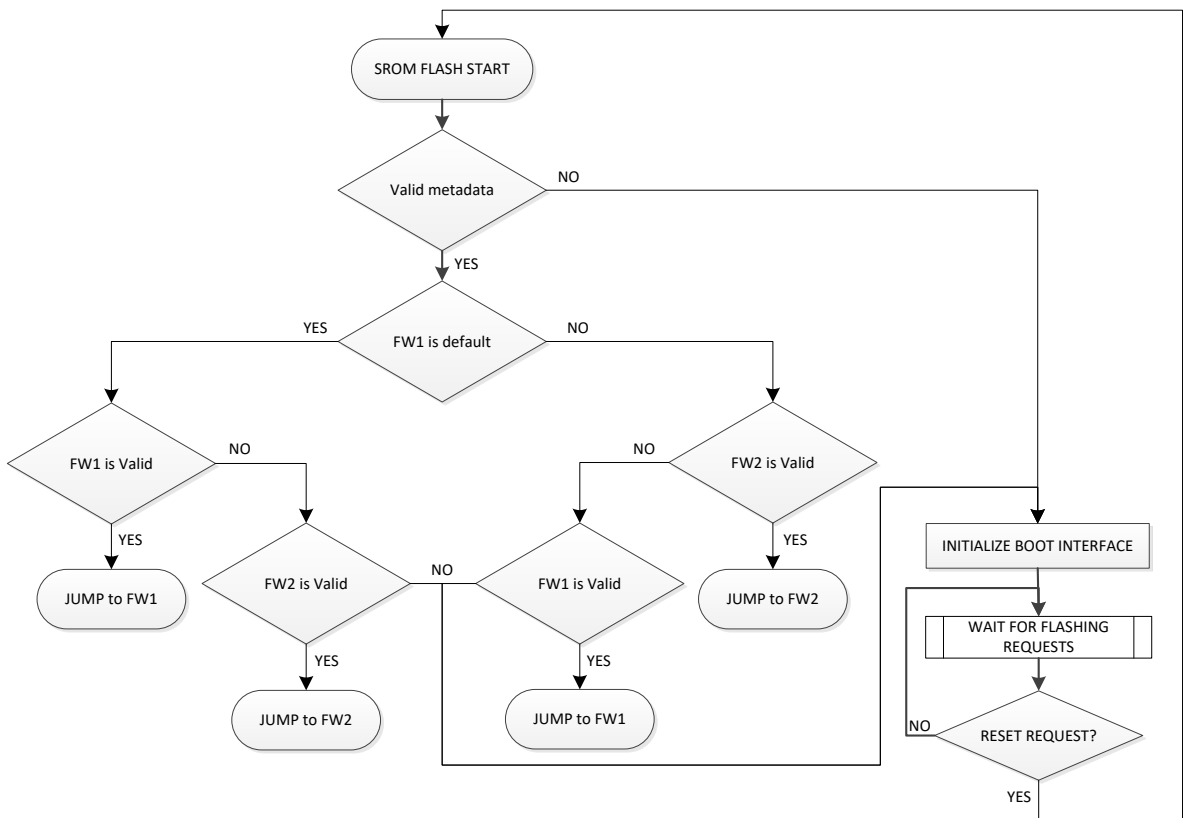 SROM FLASH START
Valid metadata
NO
YES
FW1 is default
YES
NO
FW1 is Valid
NO
YES
JUMP to FW1
FW2 is Valid
NO
YES
JUMP to FW2
FW2 is Valid
NO
YES
JUMP to FW2
FW1 is Valid
YES
JUMP to FW1
INITIALIZE BOOT INTERFACE
WAIT FOR FLASHING
REQUESTS
RESET REQUEST?
NO
YES